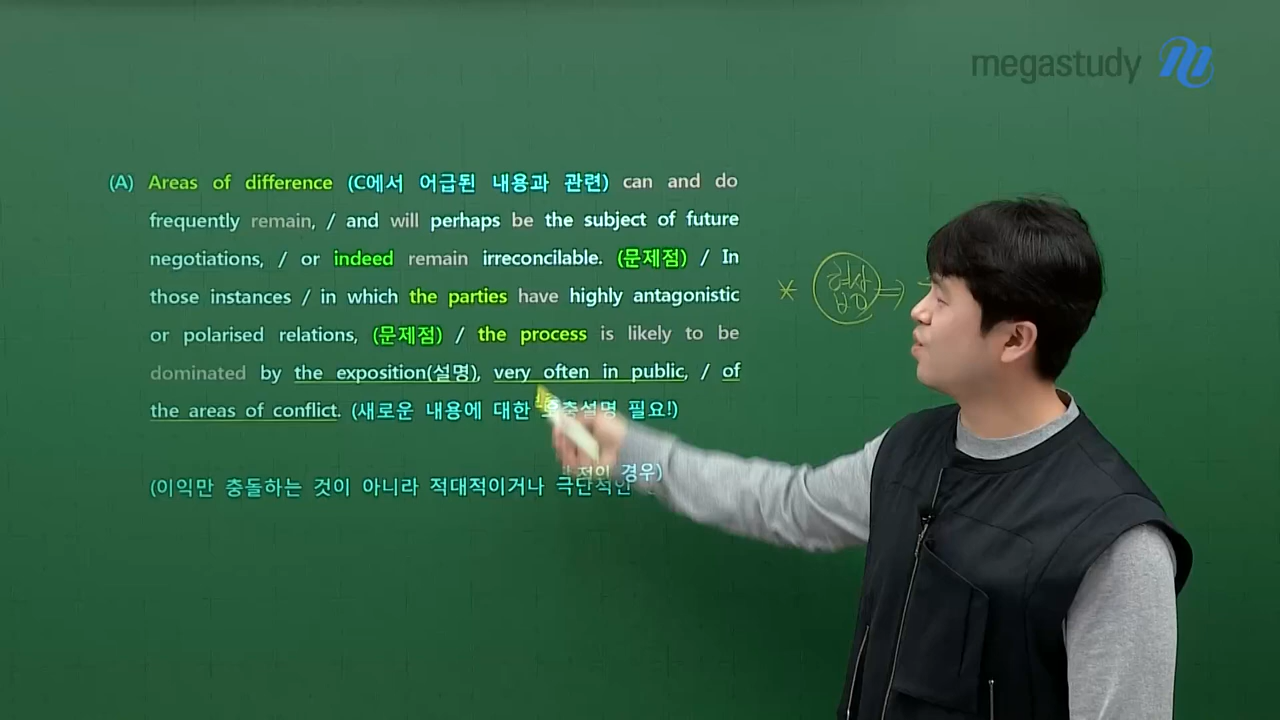 megastudy
(A) Areas of difference (C에서 어급된 내용과 관련) can and do
frequently remain, / and will perhaps be the subject of future
negotiations, / or indeed remain irreconcilable. (문제점) / In
those instances / in which the parties have highly antagonistic
or polarised relations, (문제점) / the process is likely to be
dominated by the exposition(설명), very often in public, / of
the areas of conflict. (새로운 내용에 대한 보충설명 필요!)
(이익만 충돌하는 것이 아니라 적대적이거나 극단적인 경우)
* 협상 ⇒